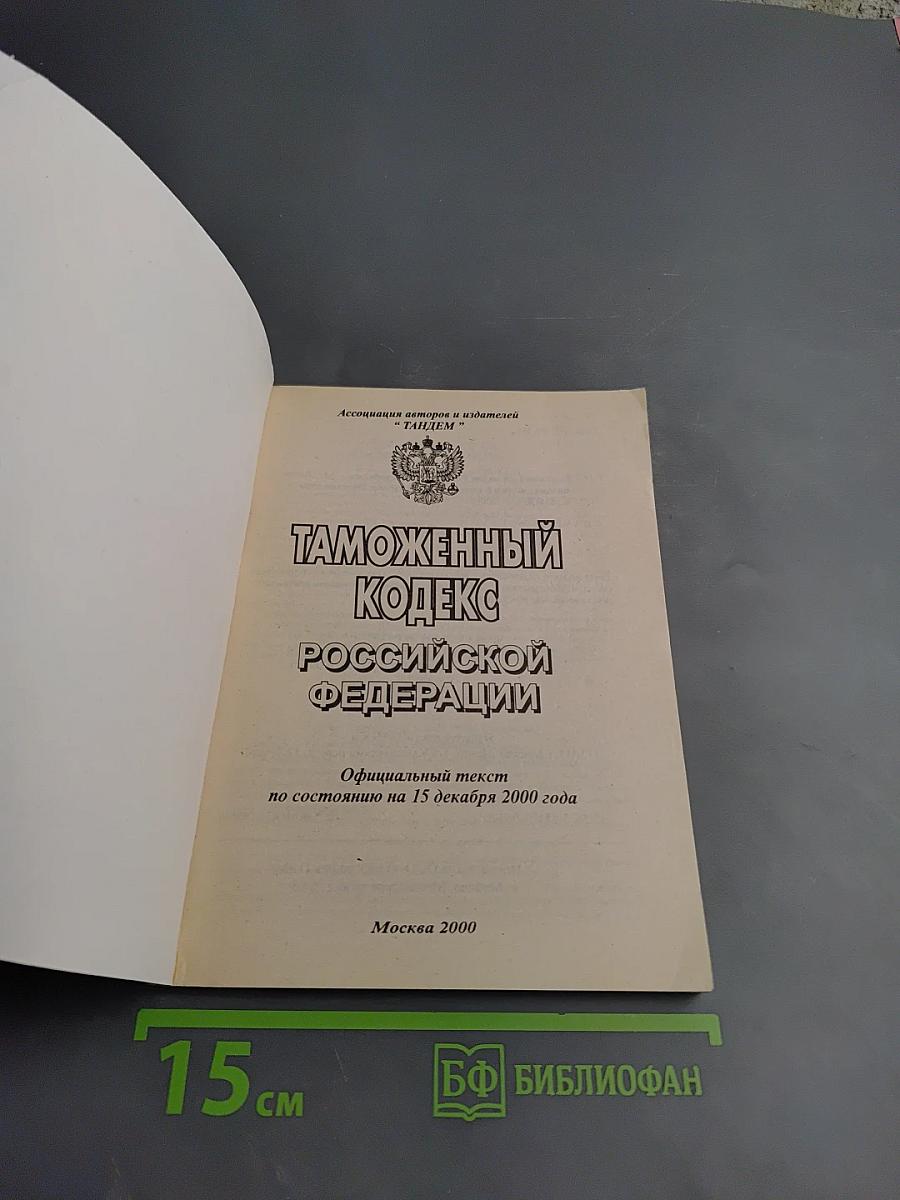 Ассоциация авторов и издателей
“ ТАНДЕМ ”
ТАМОЖЕННЫЙ
КОДЕКС
РОССИЙСКОЙ
ФЕДЕРАЦИИ
Официальный текст
по состоянию на 15 декабря 2000 года
Москва 2000
15 см
БФ БИБЛИОФАН